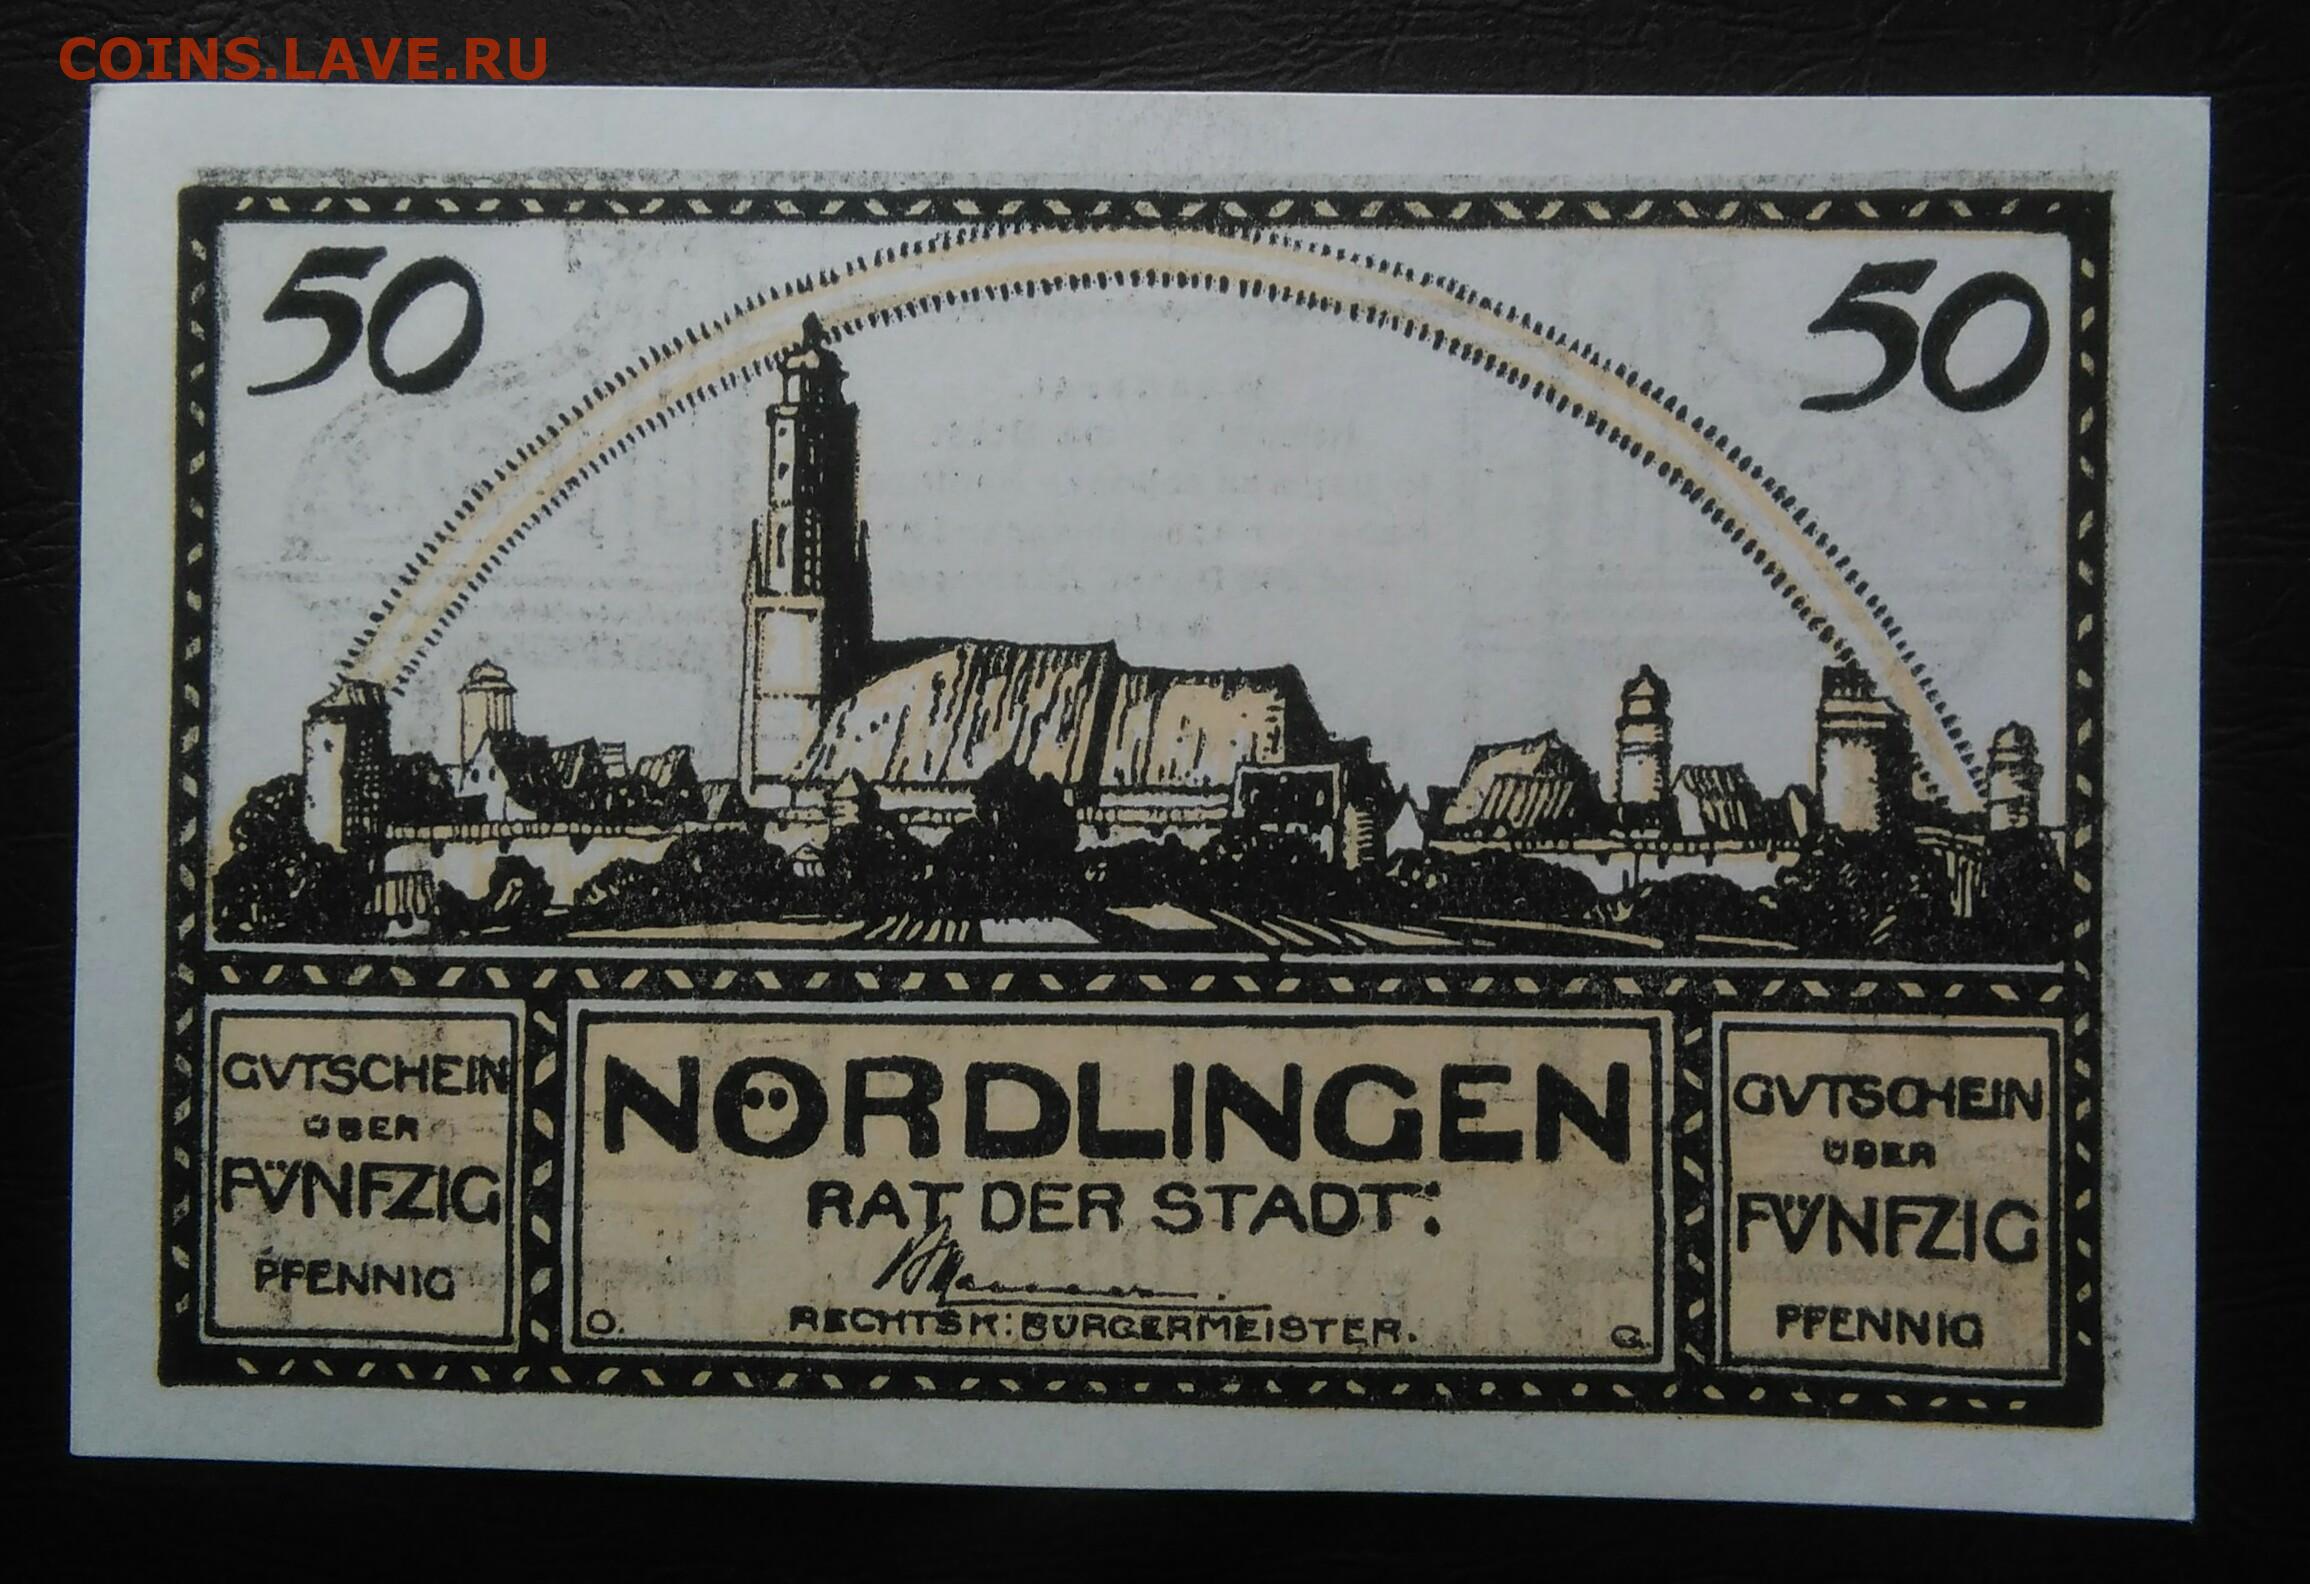 COINS.LAVE.RU
50 50
GVTSCHEIN
ÜBER
FÜNFZIG
PFENNIG
NÖRDLINGEN
RAT DER STADT:
RECHTSK: BÜRGERMEISTER.
O. G.
GVTSCHEIN
ÜBER
FÜNFZIG
PFENNIG